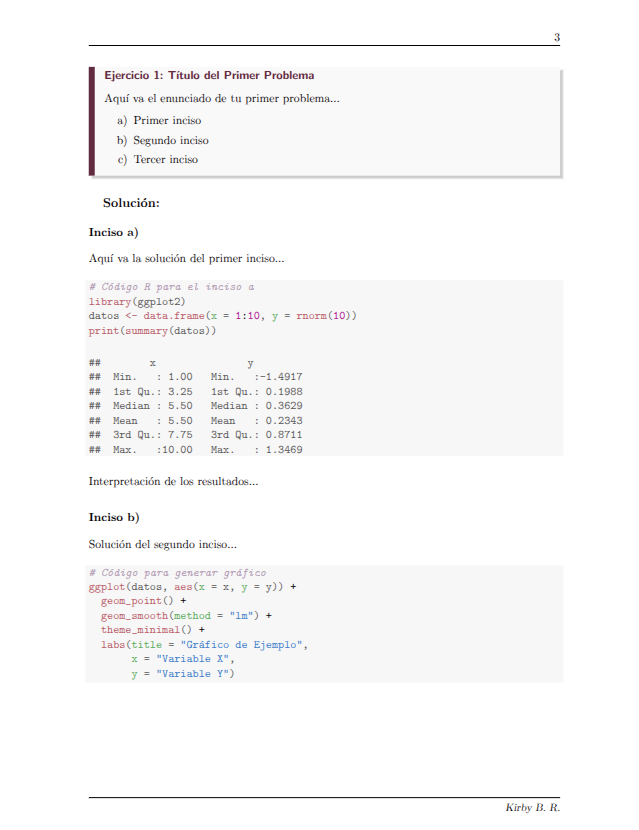 3
Ejercicio 1: Título del Primer Problema
Aquí va el enunciado de tu primer problema...
a) Primer inciso
b) Segundo inciso
c) Tercer inciso
Solución:
Inciso a)
Aquí va la solución del primer inciso...
# Código R para el inciso a
library(ggplot2)
datos <- data.frame(x = 1:10, y = rnorm(10))
print(summary(datos))
##        x               y
##  Min.   : 1.00   Min.   :-1.4917
##  1st Qu.: 3.25   1st Qu.: 0.1988
##  Median : 5.50   Median : 0.3629
##  Mean   : 5.50   Mean   : 0.2343
##  3rd Qu.: 7.75   3rd Qu.: 0.8711
##  Max.   :10.00   Max.   : 1.3469
Interpretación de los resultados...
Inciso b)
Solución del segundo inciso...
# Código para generar gráfico
ggplot(datos, aes(x = x, y = y)) +
  geom_point() +
  geom_smooth(method = "lm") +
  theme_minimal() +
  labs(title = "Gráfico de Ejemplo",
       x = "Variable X",
       y = "Variable Y")
Kirby B. R.